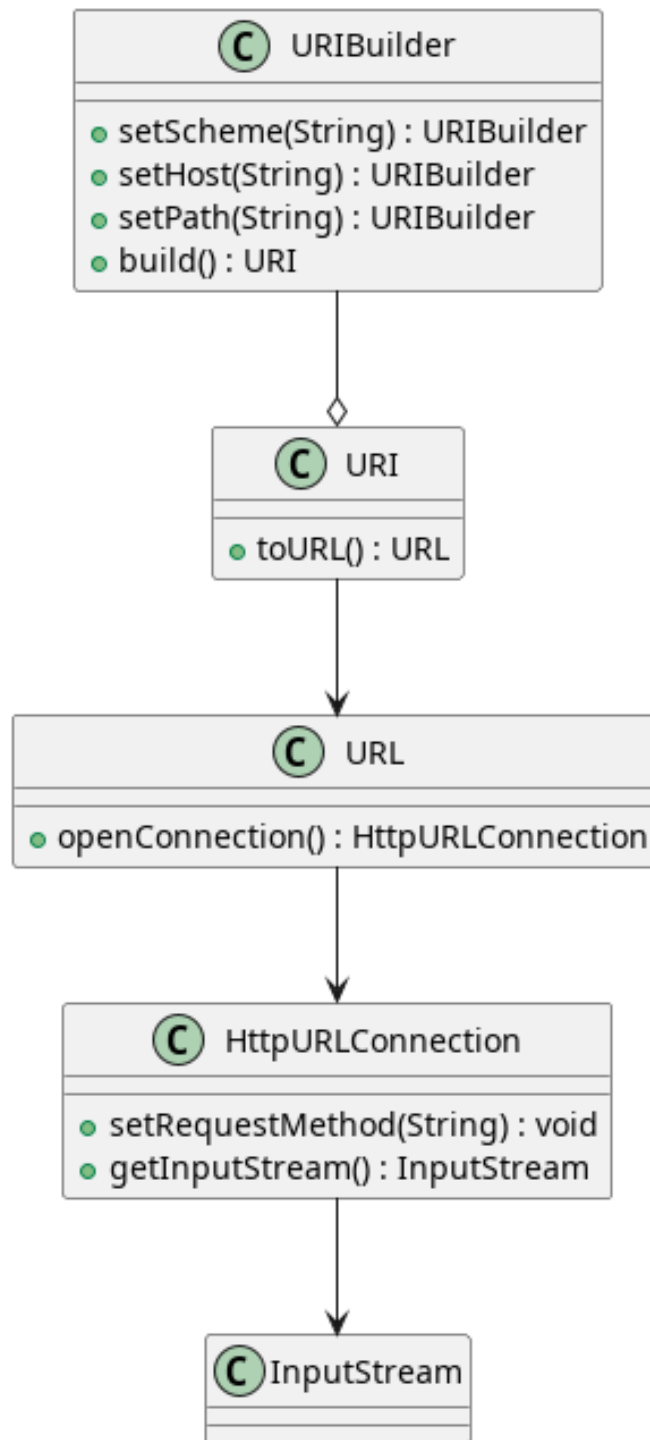 C URIBuilder
setScheme(String) : URIBuilder
setHost(String) : URIBuilder
setPath(String) : URIBuilder
build() : URI
C URI
toURL() : URL
C URL
openConnection() : HttpURLConnection
C HttpURLConnection
setRequestMethod(String) : void
getInputStream() : InputStream
C InputStream